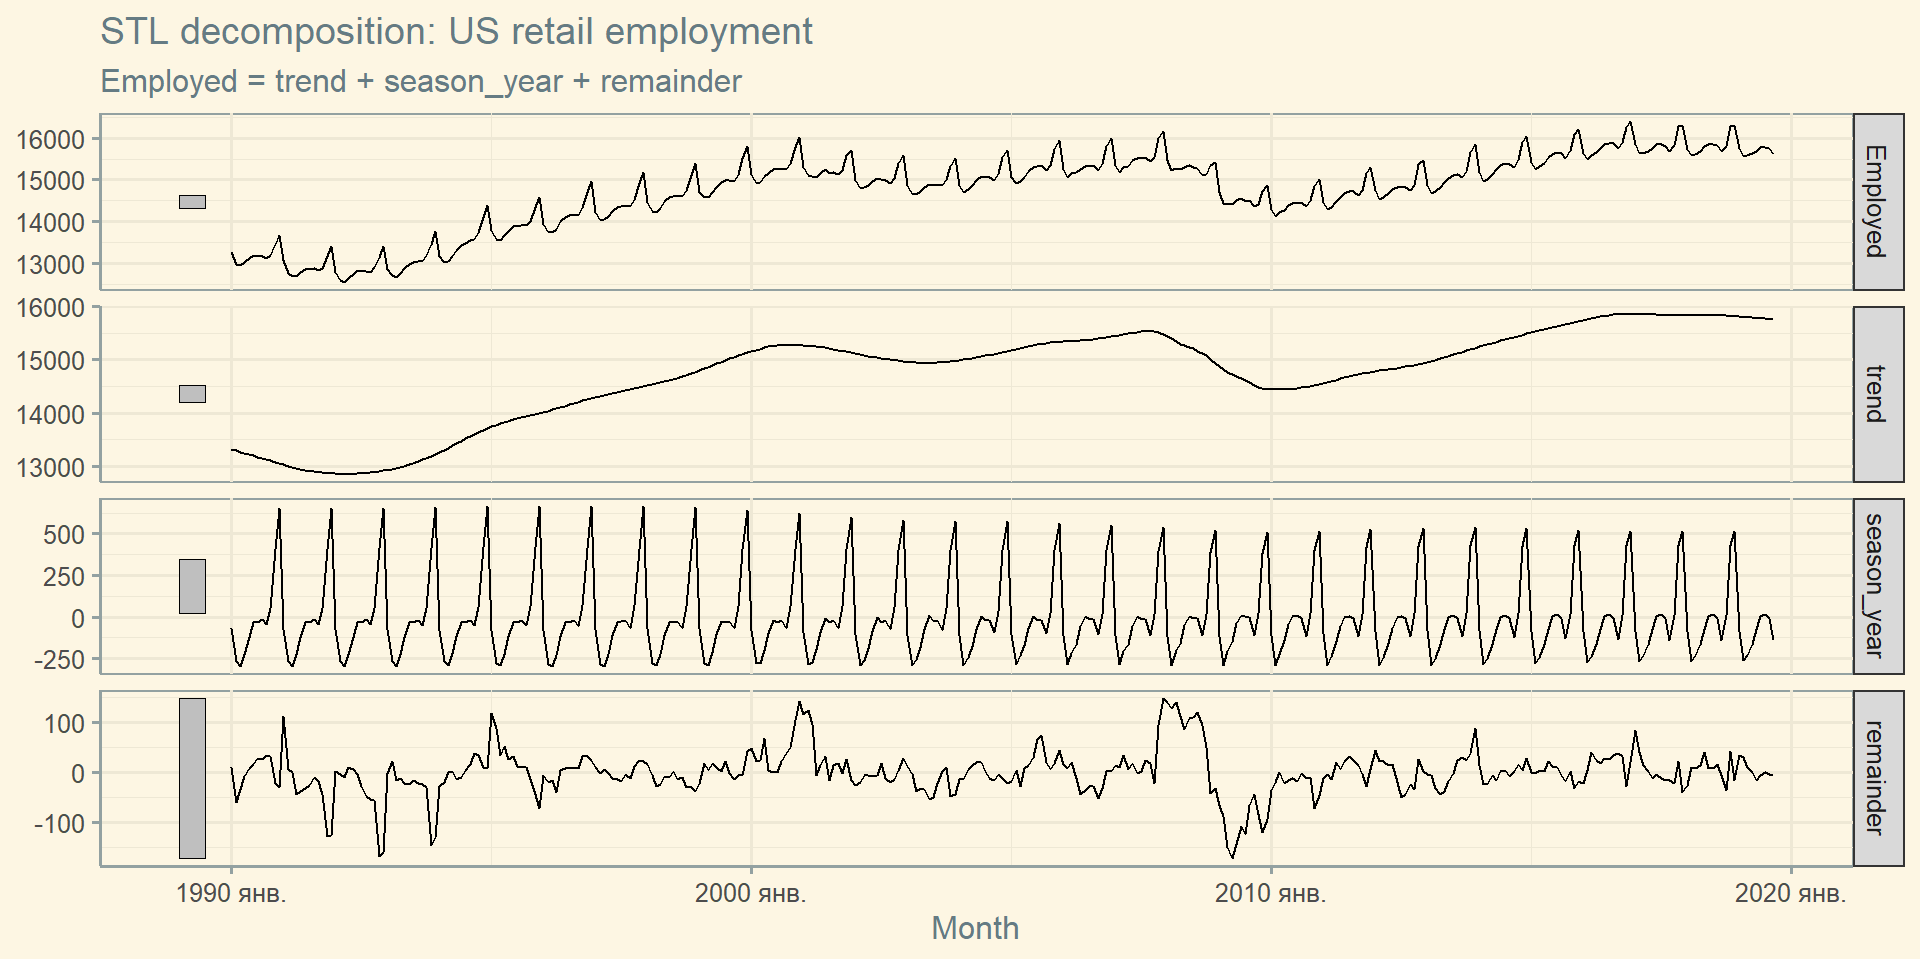 STL decomposition: US retail employment
Employed = trend + season_year + remainder
16000
15000
14000
13000
Employed
16000
15000
14000
13000
trend
500
250
0
-250
season_year
100
0
-100
remainder
1990 янв.
2000 янв.
2010 янв.
2020 янв.
Month